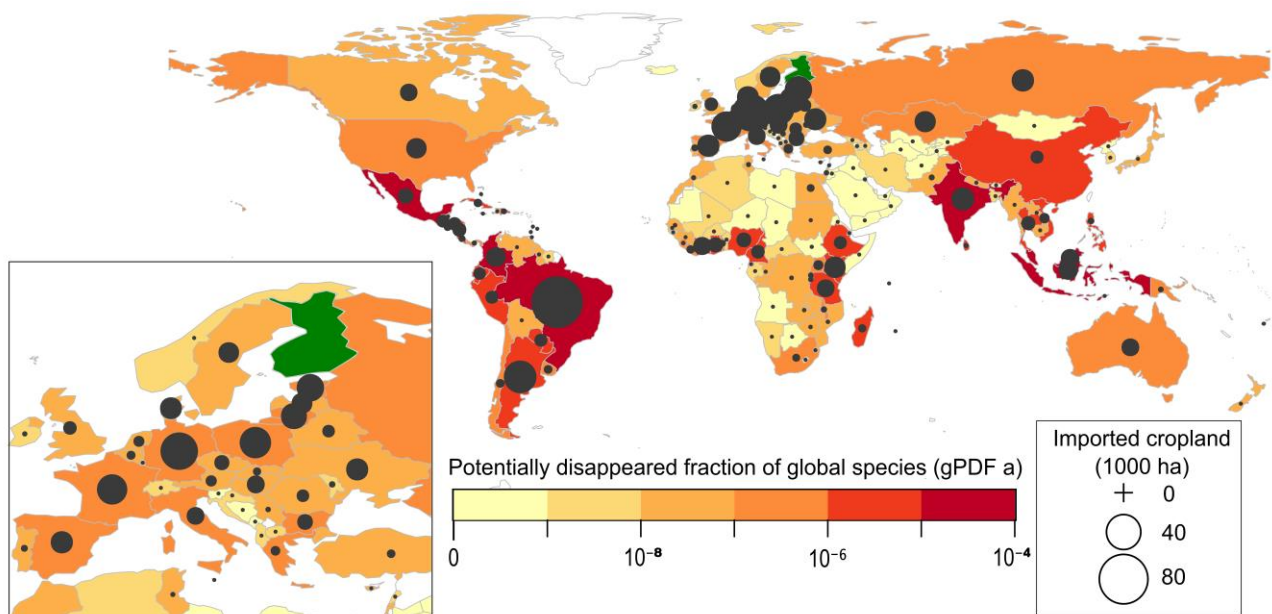 Potentially disappeared fraction of global species (gPDF a)
0
10⁻⁸
10⁻⁶
10⁻⁴
Imported cropland
(1000 ha)
0
40
80